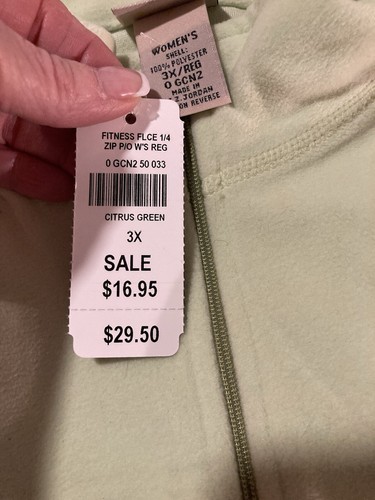 WOMEN'S
SHELL:
100% POLYESTER
3X/REG
0 GCN2
MADE IN
JORDAN
ON REVERSE
FITNESS FLCE 1/4
ZIP P/O W'S REG
0 GCN2 50 033
CITRUS GREEN
3X
SALE
$16.95
$29.50